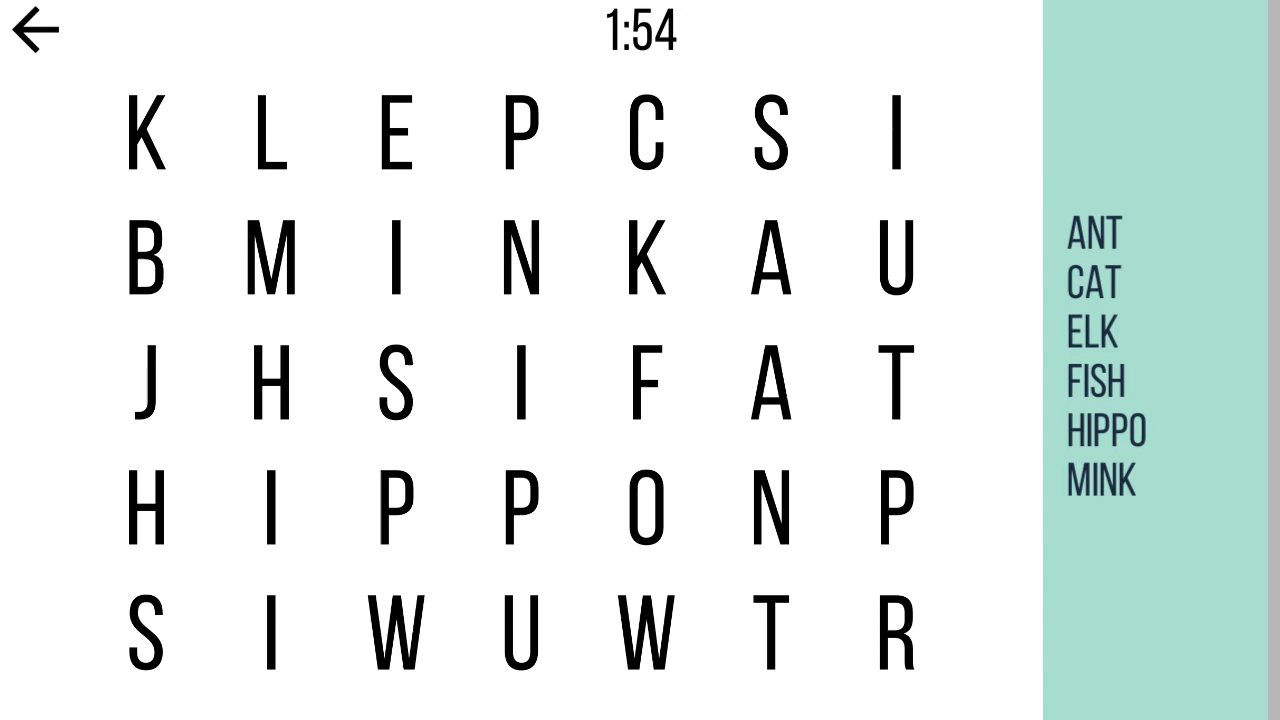 1:54
K L E P C S I
B M I N K A U
J H S I F A T
H I P P O N P
S I W U W T R
ANT
CAT
ELK
FISH
HIPPO
MINK